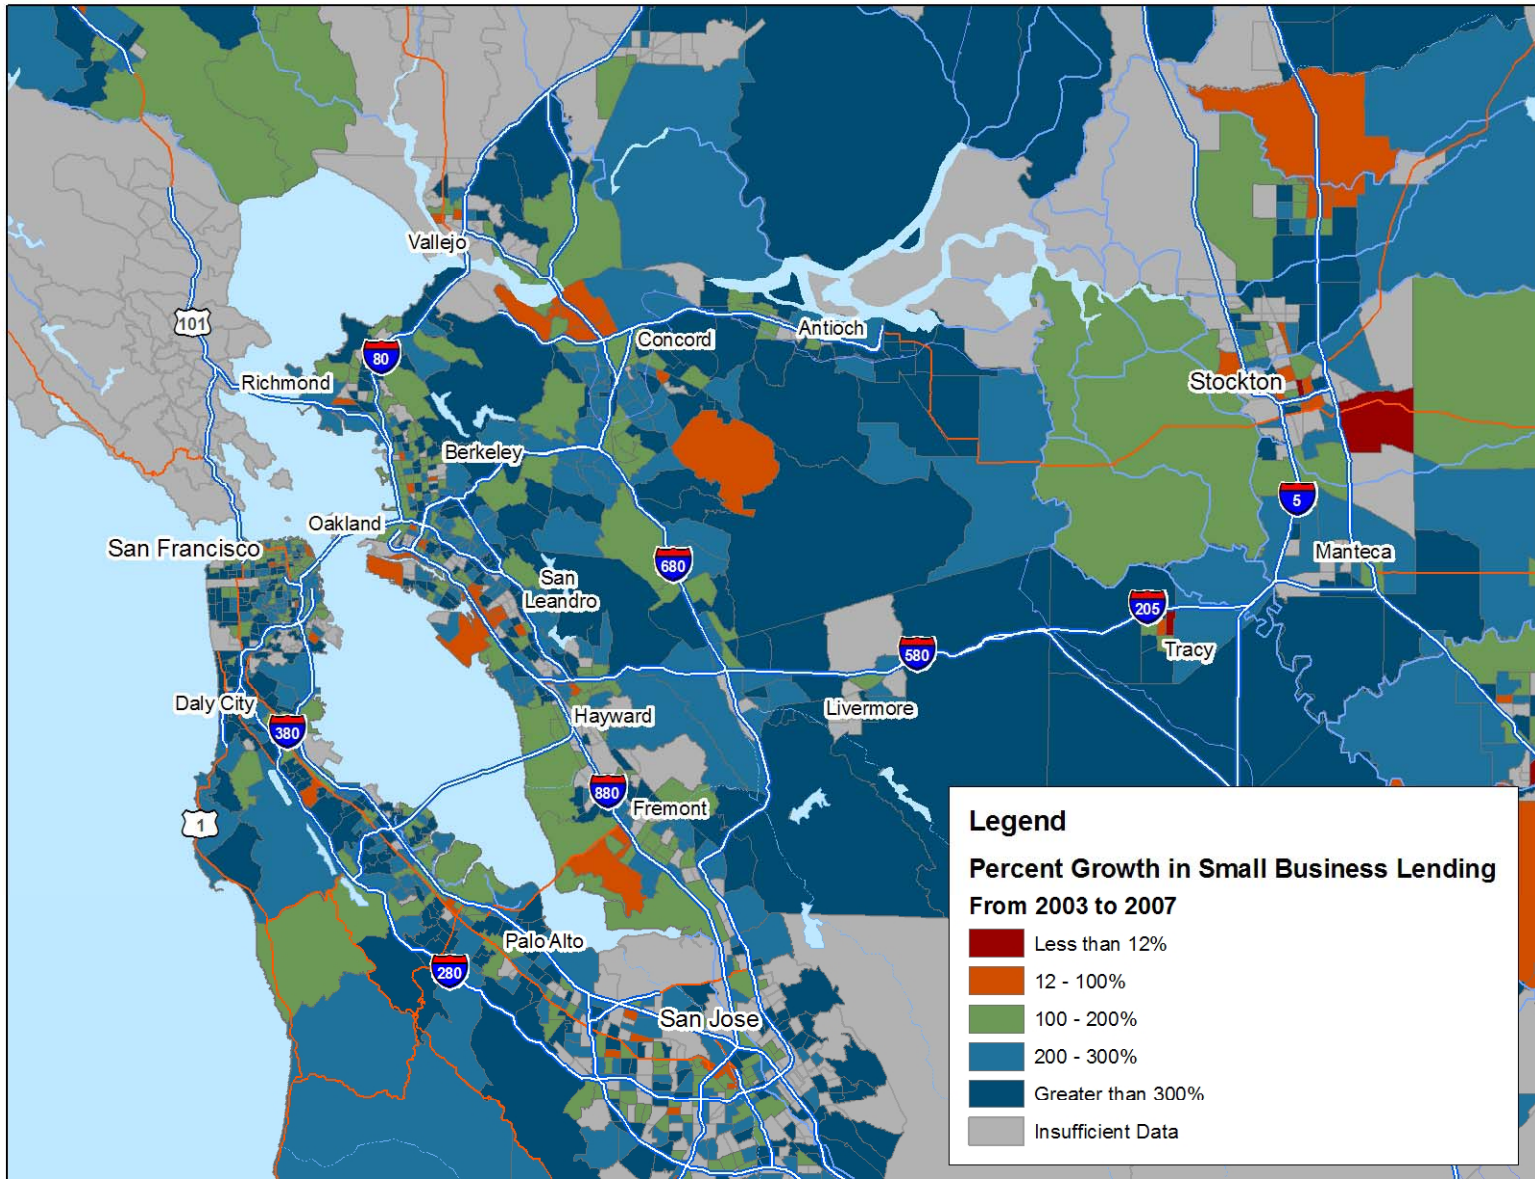 Vallejo
101
80
Richmond
Concord
Antioch
Stockton
Berkeley
5
Oakland
San Francisco
680
San
Leandro
Manteca
205
Tracy
580
Daly City
380
Hayward
Livermore
1
880
Fremont
Palo Alto
280
San Jose
Legend
Percent Growth in Small Business Lending
From 2003 to 2007
Less than 12%
12 - 100%
100 - 200%
200 - 300%
Greater than 300%
Insufficient Data